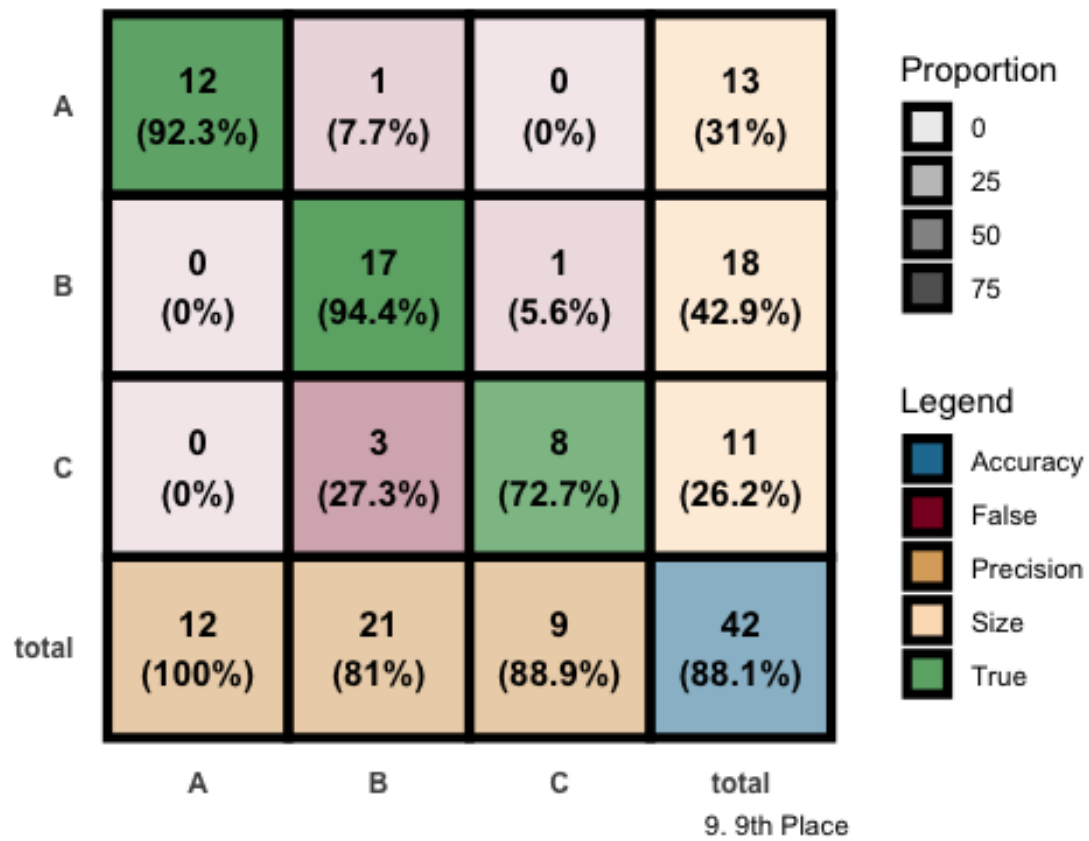 12 1 0 13
A (92.3%) (7.7%) (0%) (31%)
0 17 1 18
B (0%) (94.4%) (5.6%) (42.9%)
0 3 8 11
C (0%) (27.3%) (72.7%) (26.2%)
12 21 9 42
total (100%) (81%) (88.9%) (88.1%)
A B C total
9. 9th Place
Proportion
0
25
50
75
Legend
Accuracy
False
Precision
Size
True